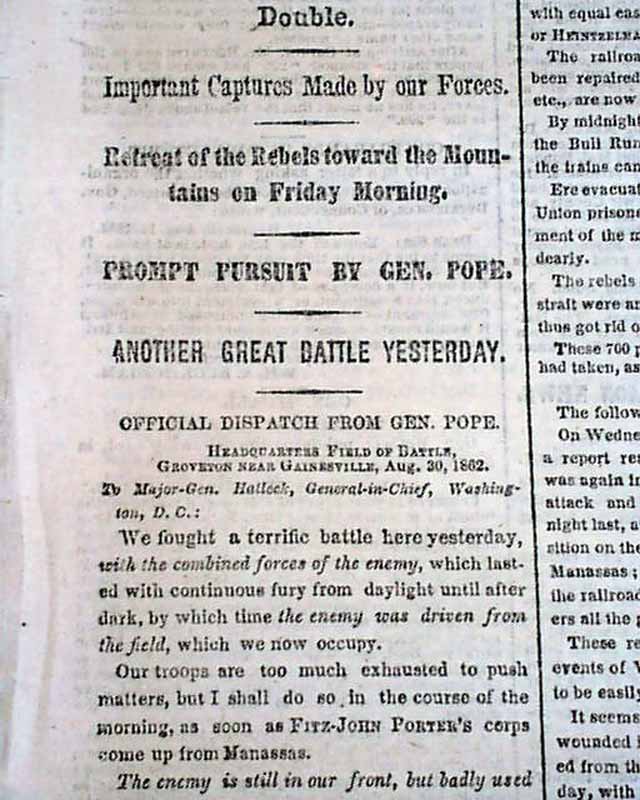 Double.
Important Captures Made by our Forces.
Retreat of the Rebels toward the Moun-
tains on Friday Morning.
PROMPT PURSUIT BY GEN. POPE.
ANOTHER GREAT BATTLE YESTERDAY.
OFFICIAL DISPATCH FROM GEN. POPE.
HEADQUARTERS FIELD OF BATTLE,
GROVETON NEAR GAINESVILLE, Aug. 30, 1862.
To Major-Gen. Halleck, General-in-Chief, Washing-
ton, D. C.:
We fought a terrific battle here yesterday,
with the combined forces of the enemy, which last-
ed with continuous fury from daylight until after
dark, by which time the enemy was driven from
the field, which we now occupy.
Our troops are too much exhausted to push
matters, but I shall do so in the course of the
morning, as soon as FITZ-JOHN PORTER'S corps
come up from Manassas.
The enemy is still in our front, but badly used
with equal eas
or HEINTZELMA
The railroa
been repaired
etc., are now
By midnight
the Bull Run
the trains can
Ere evacuat
Union prisone
ment of the m
dearly.
The rebels
strait were ar
thus got rid o
These 700 p
had taken, as
The follow
On Wedne
a report re
was again i
attack and
night last, a
sition on the
Manassas;
the railroad
ers all the
These re
events of V
to be easily
It seems
wounded i
ed from th
day, with